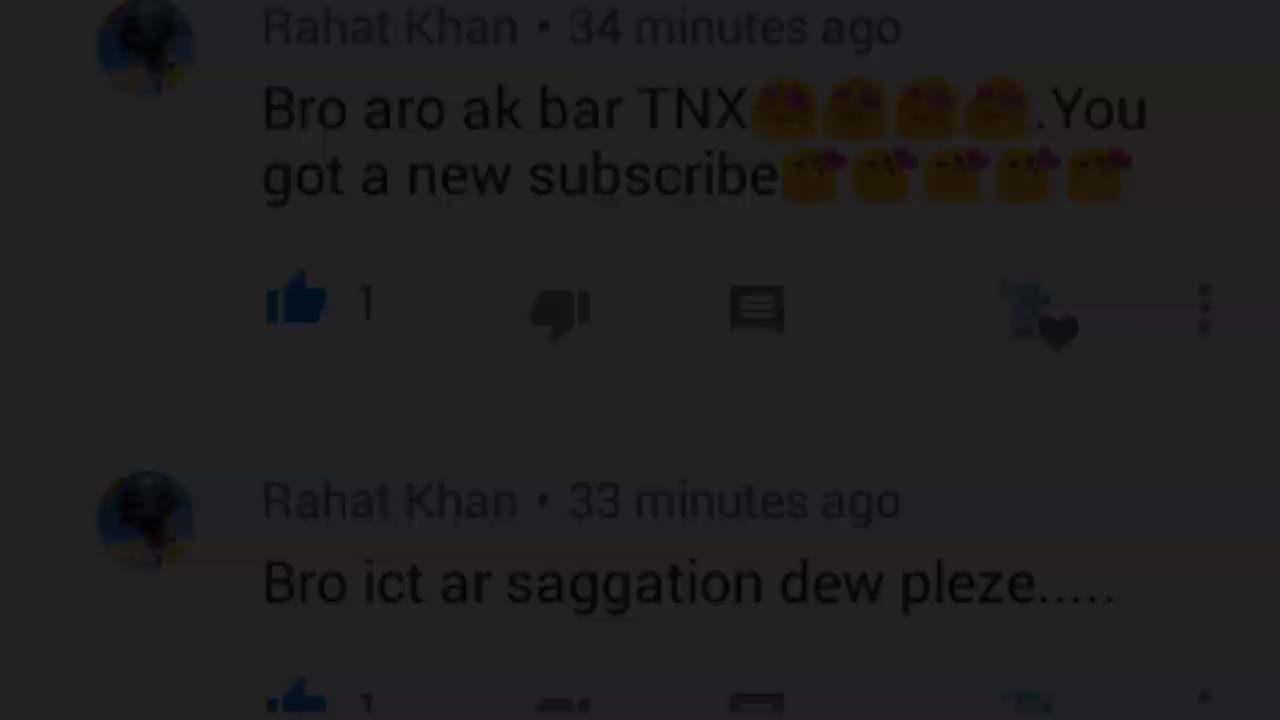 Rahat Khan • 34 minutes ago
Bro aro ak bar TNX🥰🥰🥰🥰.You
got a new subscribe😘😘😘😘😘
1
Rahat Khan • 33 minutes ago
Bro ict ar saggation dew pleze.....
1